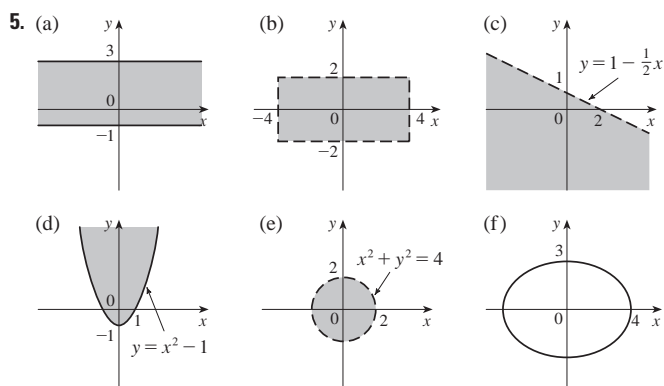 5. (a) (b) (c)
y y y
3 2 1 y = 1 − ½x
0 0 0 2
x −4 4 x x
−1 −2
(d) (e) (f)
y y y
2 x² + y² = 4 3
0 0 0
1 x 2 x 4 x
−1
y = x² − 1